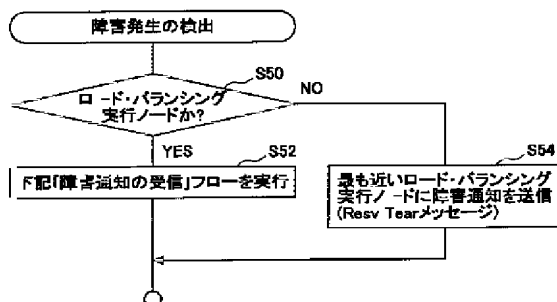 障害発生の検出
S50
ロード・バランシング
実行ノードか?
NO
YES
S52
下記「障害通知の受信」フローを実行
S54
最も近いロード・バランシング
実行ノードに障害通知を送信
(Resv Tearメッセージ)